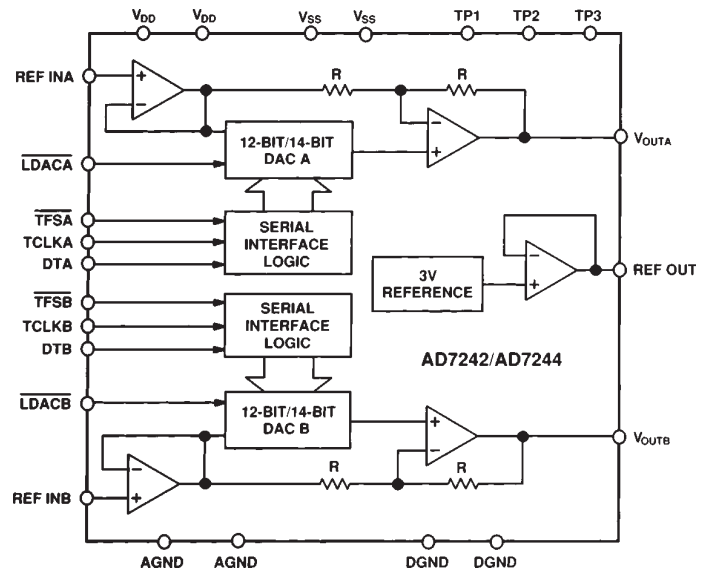 VDD VDD VSS VSS TP1 TP2 TP3
REF INA
R R
12-BIT/14-BIT
DAC A
VOUTA
LDACA
TFSA
TCLKA
DTA
SERIAL
INTERFACE
LOGIC
3V
REFERENCE
REF OUT
TFSB
TCLKB
DTB
SERIAL
INTERFACE
LOGIC
AD7242/AD7244
LDACB
12-BIT/14-BIT
DAC B
VOUTB
R R
REF INB
AGND AGND DGND DGND